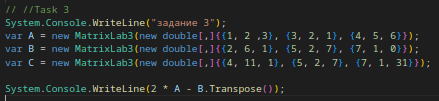 // //Task 3
System.Console.WriteLine("задание 3");
var A = new MatrixLab3(new double[,]{{1, 2 ,3}, {3, 2, 1}, {4, 5, 6}});
var B = new MatrixLab3(new double[,]{{2, 6, 1}, {5, 2, 7}, {7, 1, 0}});
var C = new MatrixLab3(new double[,]{{4, 11, 1}, {5, 2, 7}, {7, 1, 31}});
System.Console.WriteLine(2 * A - B.Transpose());